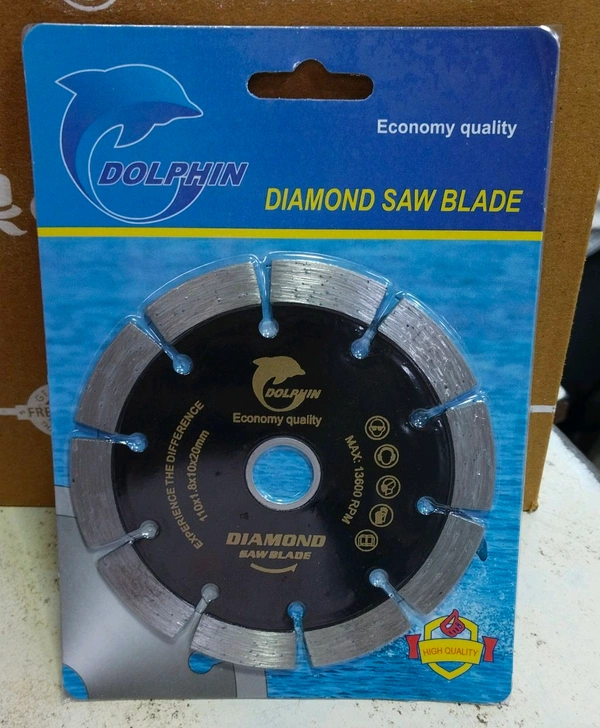 DOLPHIN
Economy quality
DIAMOND SAW BLADE
DOLPHIN
Economy quality
EXPERIENCE THE DIFFERENCE
110x1.8x10x20mm
MAX: 13600 RPM
DIAMOND
SAW BLADE
HIGH QUALITY